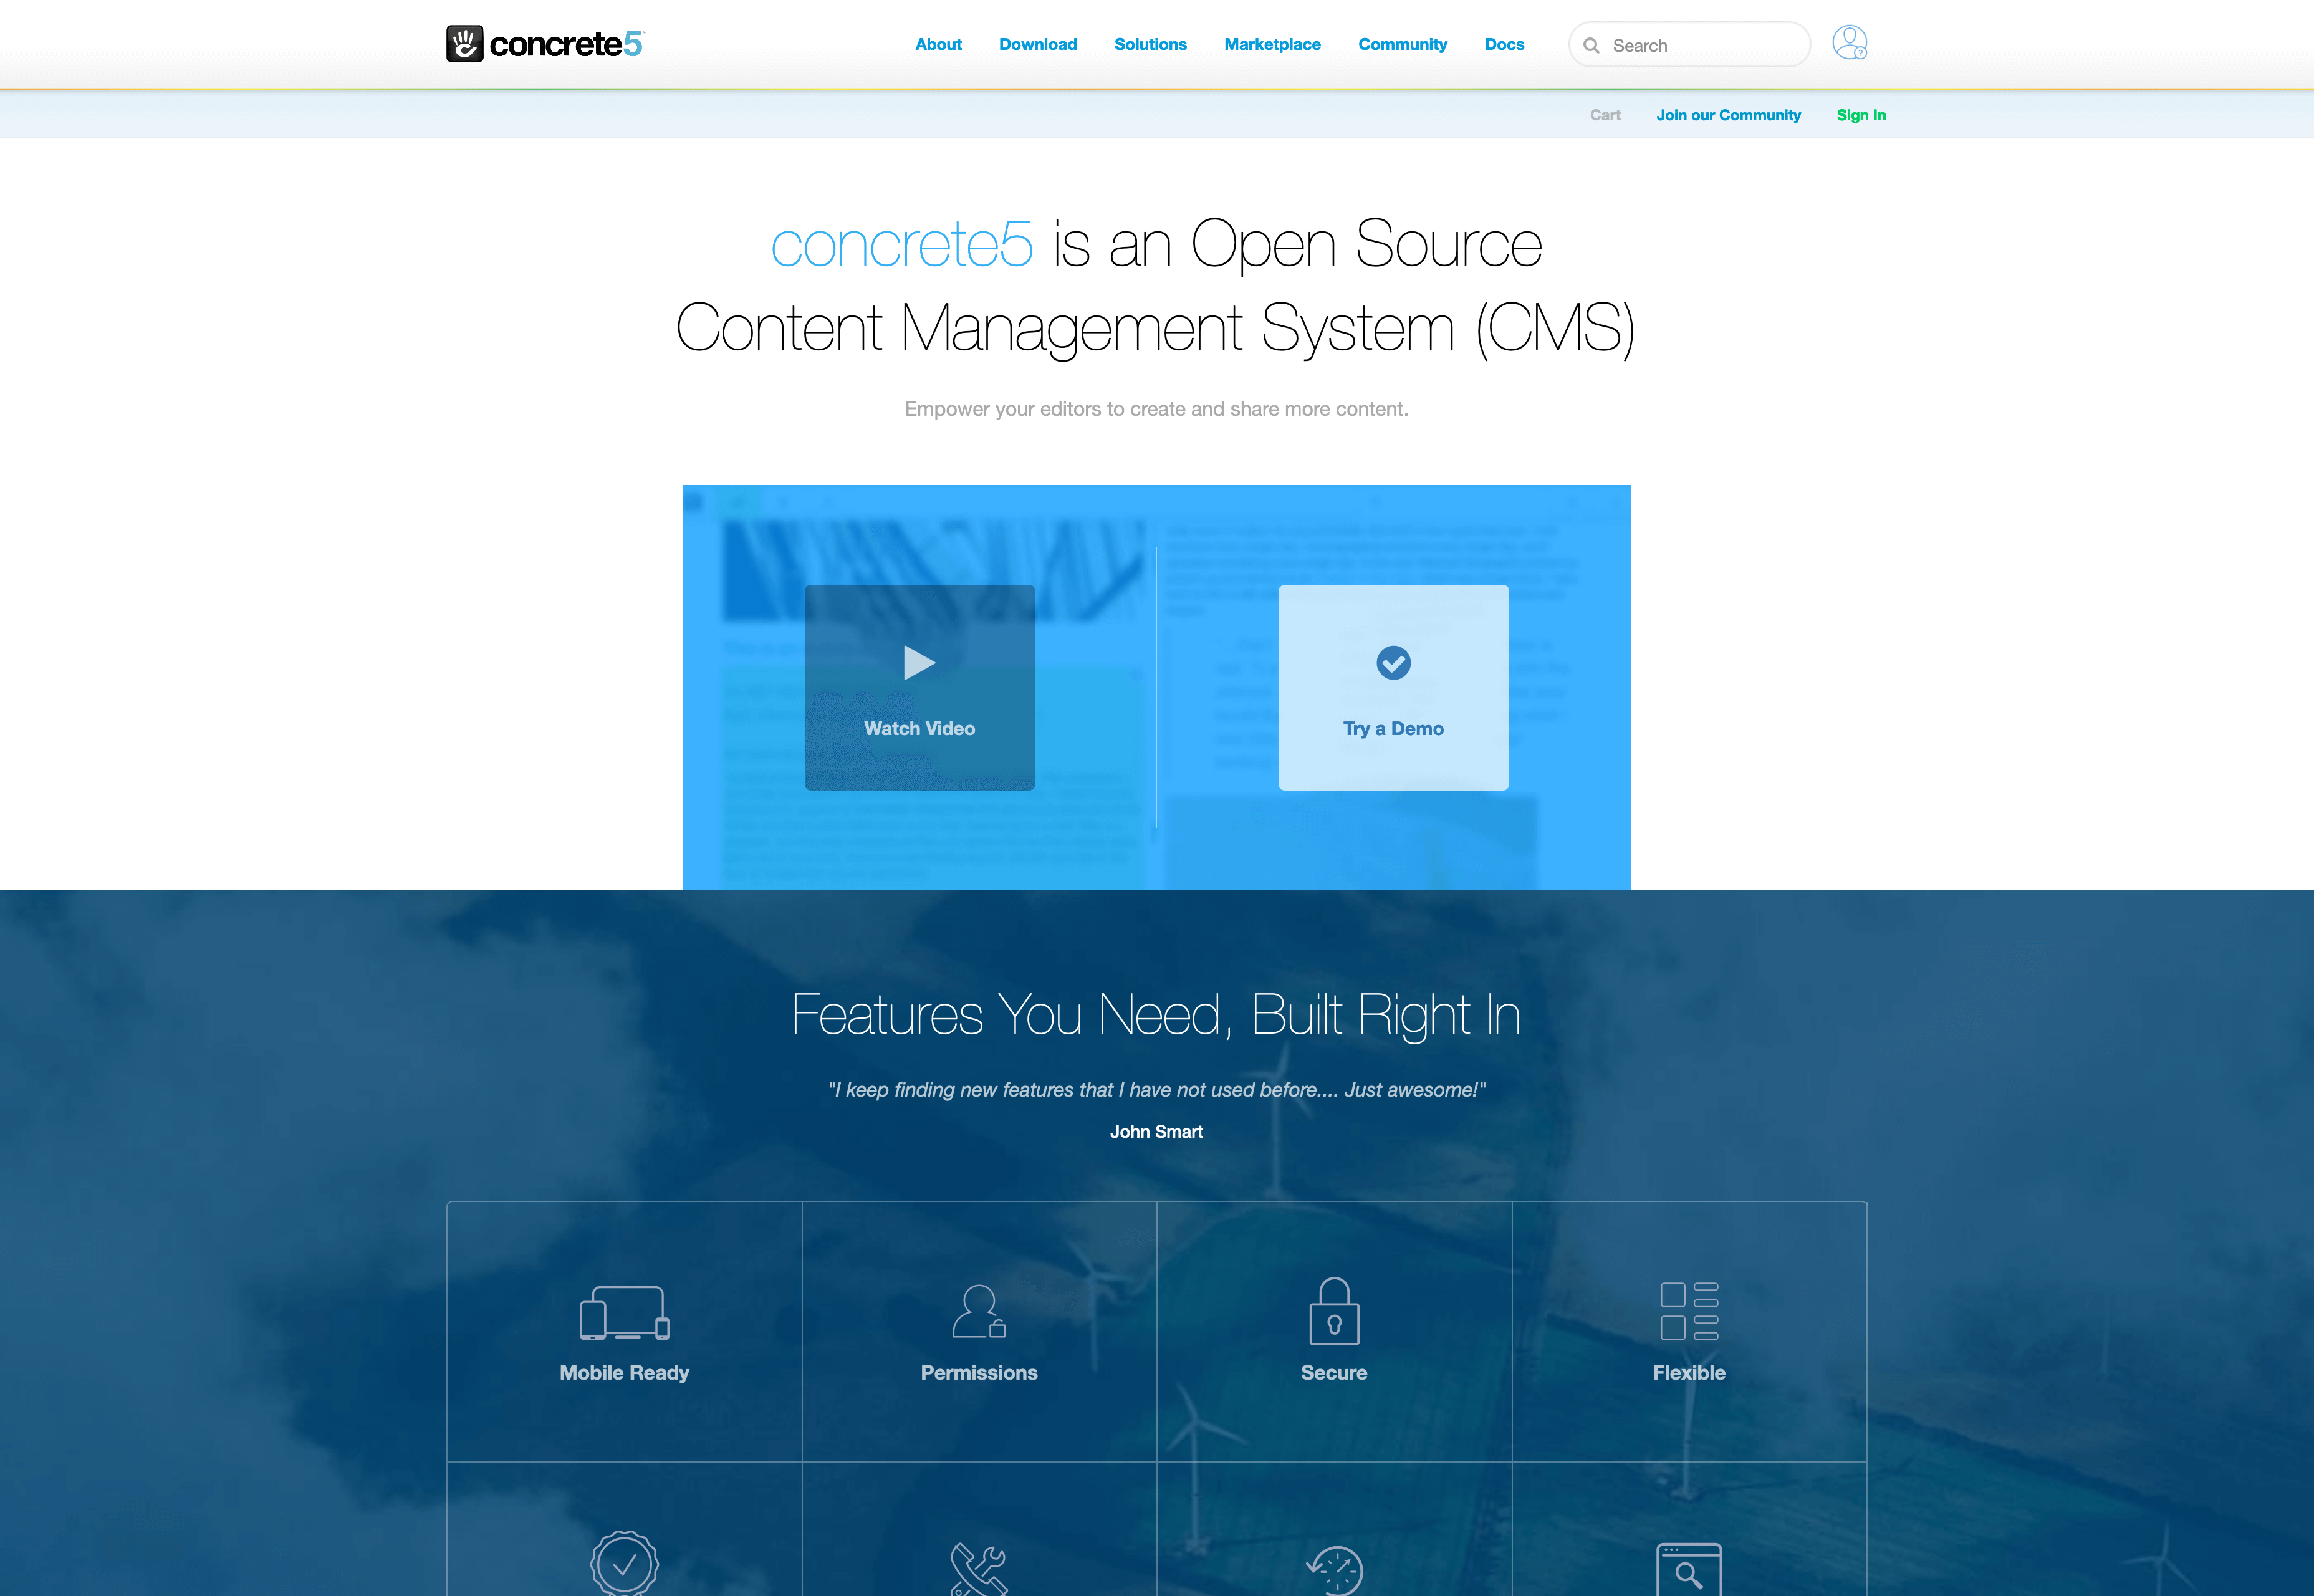 concrete5
About Download Solutions Marketplace Community Docs Search
Cart Join our Community Sign In
concrete5 is an Open Source
Content Management System (CMS)
Empower your editors to create and share more content.
Watch Video
Try a Demo
Features You Need, Built Right In
"I keep finding new features that I have not used before.... Just awesome!"
John Smart
Mobile Ready
Permissions
Secure
Flexible